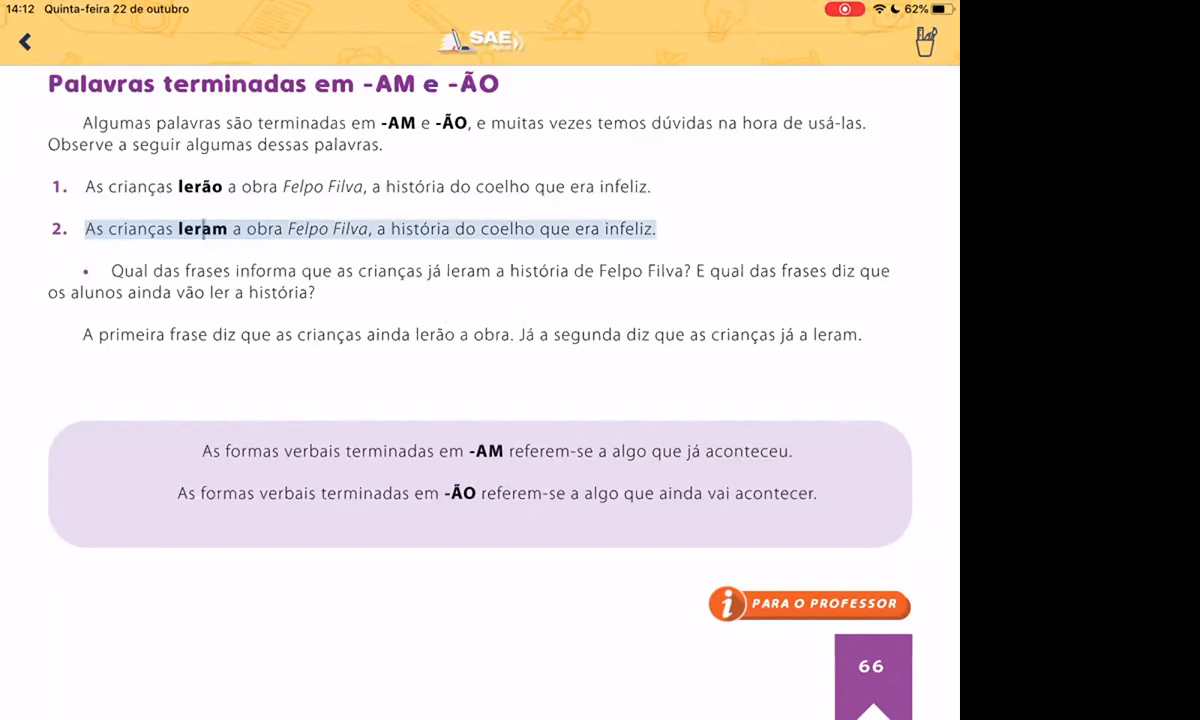 14:12 Quinta-feira 22 de outubro
62%
SAE
Palavras terminadas em -AM e -ÃO
Algumas palavras são terminadas em -AM e -ÃO, e muitas vezes temos dúvidas na hora de usá-las.
Observe a seguir algumas dessas palavras.
1. As crianças lerão a obra Felpo Filva, a história do coelho que era infeliz.
2. As crianças leram a obra Felpo Filva, a história do coelho que era infeliz.
• Qual das frases informa que as crianças já leram a história de Felpo Filva? E qual das frases diz que
os alunos ainda vão ler a história?
A primeira frase diz que as crianças ainda lerão a obra. Já a segunda diz que as crianças já a leram.
As formas verbais terminadas em -AM referem-se a algo que já aconteceu.
As formas verbais terminadas em -ÃO referem-se a algo que ainda vai acontecer.
i PARA O PROFESSOR
66